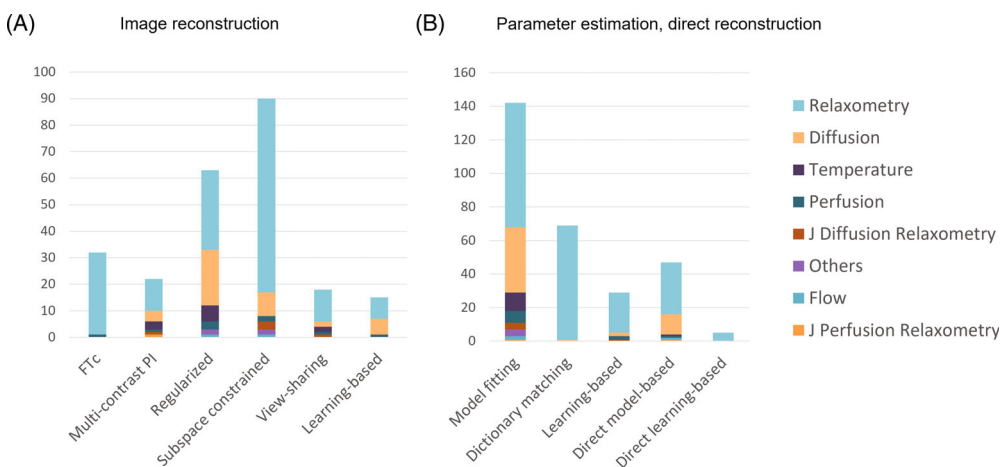 (A) Image reconstruction
100
90
80
70
60
50
40
30
20
10
0
FTc
Multi-contrast PI
Regularized
Subspace constrained
View-sharing
Learning-based
(B) Parameter estimation, direct reconstruction
160
140
120
100
80
60
40
20
0
Model fitting
Dictionary matching
Learning-based
Direct model-based
Direct learning-based
Relaxometry
Diffusion
Temperature
Perfusion
J Diffusion Relaxometry
Others
Flow
J Perfusion Relaxometry